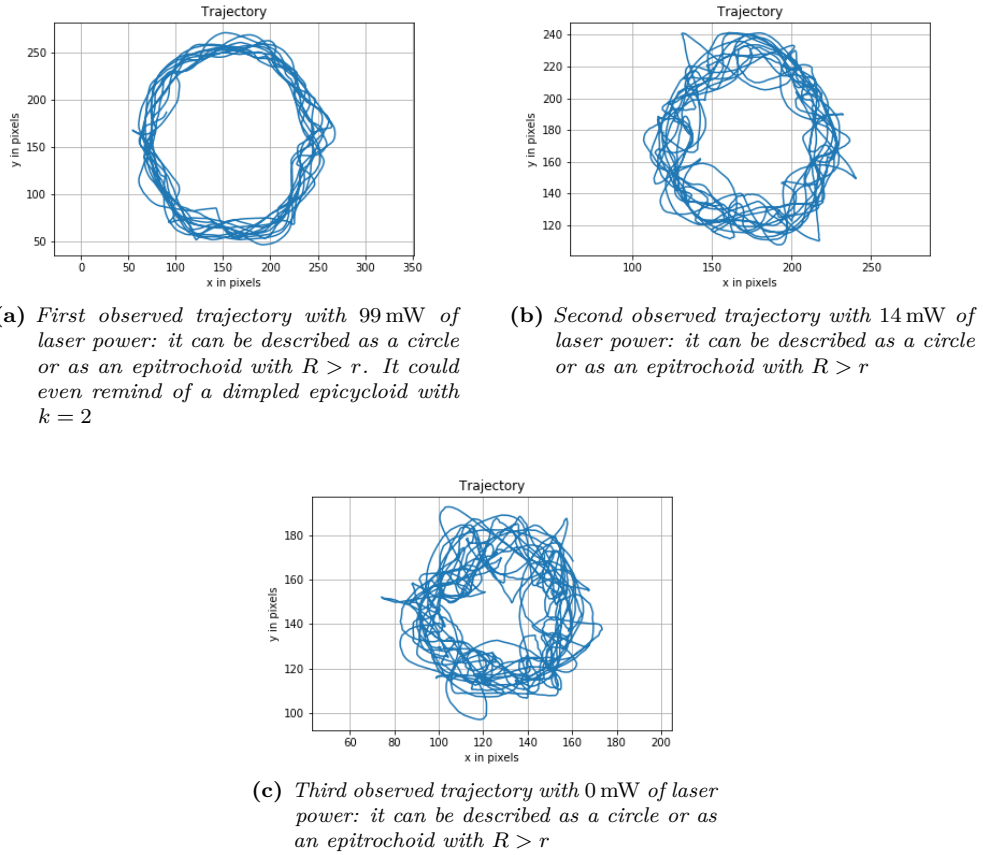 Trajectory
250
200
150
100
50
y in pixels
0 50 100 150 200 250 300 350
x in pixels
a) First observed trajectory with 99 mW of
laser power: it can be described as a circle
or as an epitrochoid with R > r. It could
even remind of a dimpled epicycloid with
k = 2
Trajectory
240
220
200
180
160
140
120
y in pixels
100 150 200 250
x in pixels
(b) Second observed trajectory with 14 mW of
laser power: it can be described as a circle
or as an epitrochoid with R > r
Trajectory
180
160
140
120
100
y in pixels
60 80 100 120 140 160 180 200
x in pixels
(c) Third observed trajectory with 0 mW of laser
power: it can be described as a circle or as
an epitrochoid with R > r